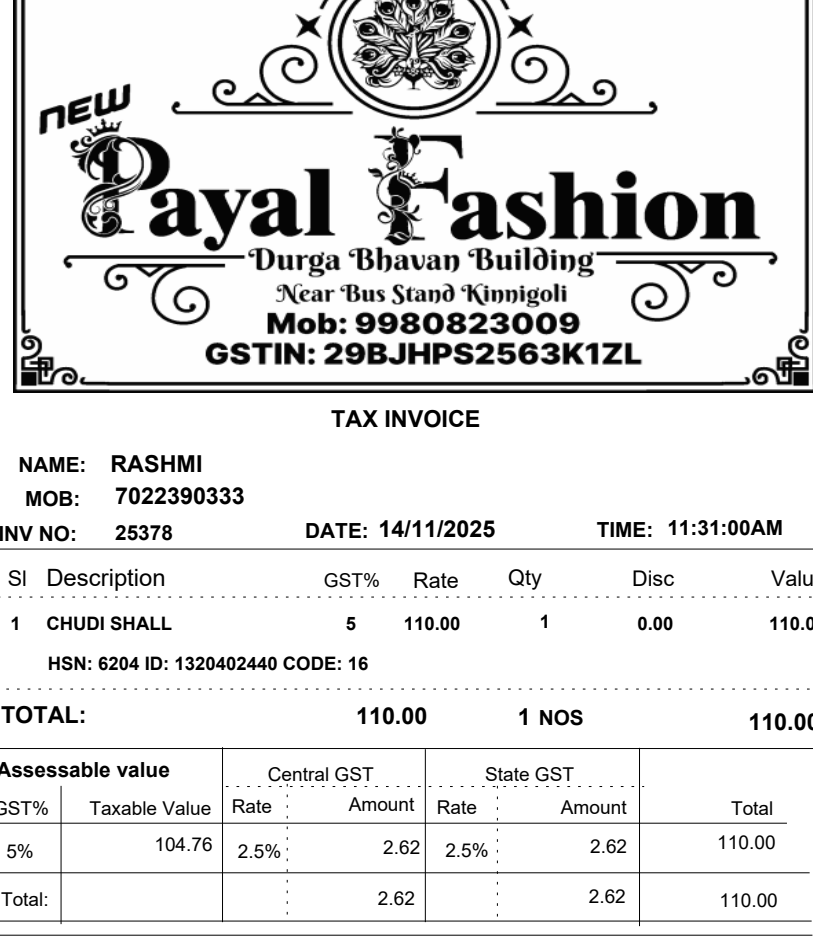 NEW
Payal Fashion
Durga Bhavan Building
Near Bus Stand Kinnigoli
Mob: 9980823009
GSTIN: 29BJHPS2563K1ZL
TAX INVOICE
NAME: RASHMI
MOB: 7022390333
INV NO: 25378 DATE: 14/11/2025 TIME: 11:31:00AM
Sl Description GST% Rate Qty Disc Valu
1 CHUDI SHALL 5 110.00 1 0.00 110.0
HSN: 6204 ID: 1320402440 CODE: 16
TOTAL: 110.00 1 NOS 110.00
Assessable value Central GST State GST
GST% Taxable Value Rate Amount Rate Amount Total
5% 104.76 2.5% 2.62 2.5% 2.62 110.00
Total: 2.62 2.62 110.00